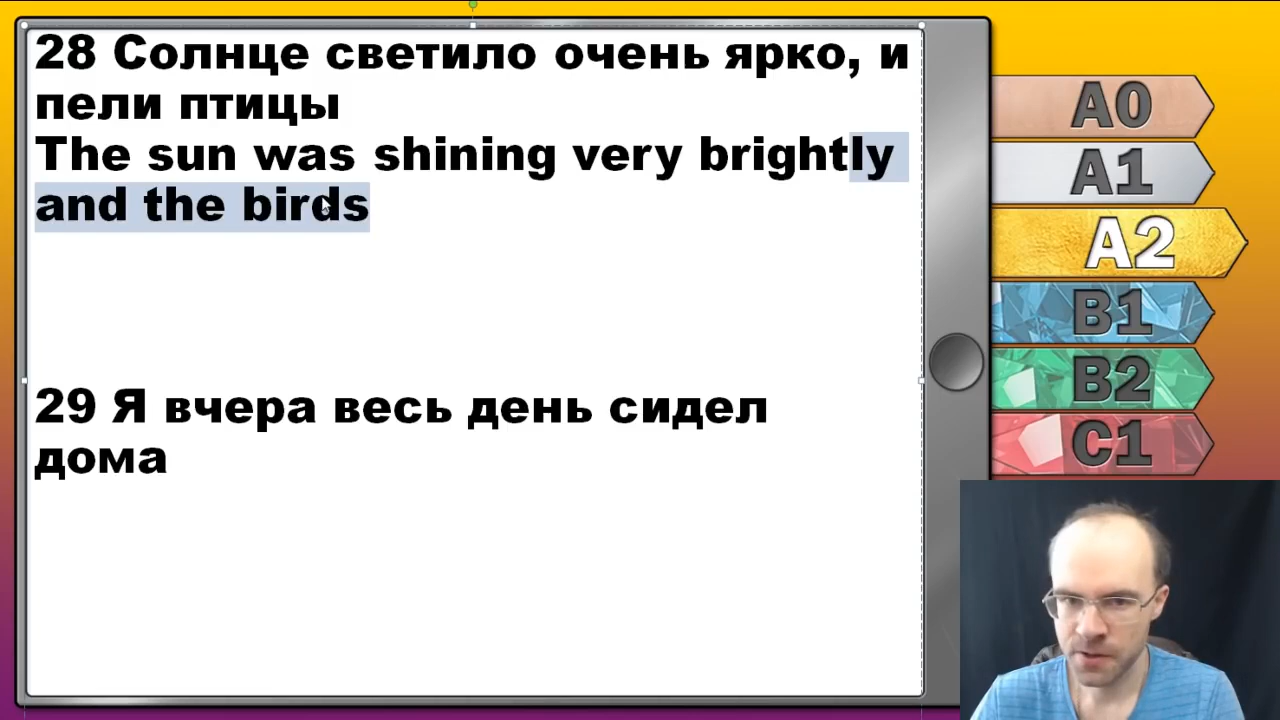 28 Солнце светило очень ярко, и
пели птицы
The sun was shining very brightly
and the birds
29 Я вчера весь день сидел
дома
A0
A1
A2
B1
B2
C1